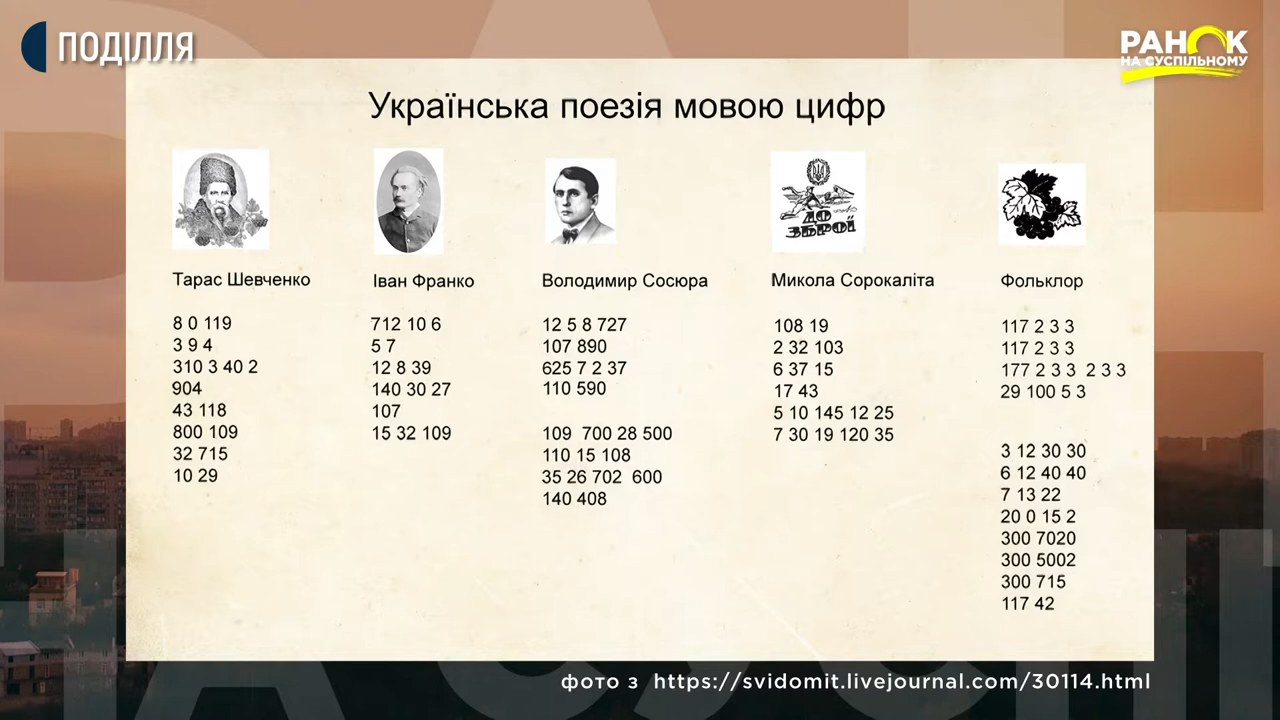 ПОДІЛЛЯ
РАНОК
НА СУСПІЛЬНОМУ
Українська поезія мовою цифр
ДО
ЗБРОЇ
Тарас Шевченко
8 0 119
3 9 4
310 3 40 2
904
43 118
800 109
32 715
10 29
Іван Франко
712 10 6
5 7
12 8 39
140 30 27
107
15 32 109
Володимир Сосюра
12 5 8 727
107 890
625 7 2 37
110 590
109 700 28 500
110 15 108
35 26 702 600
140 408
Микола Сорокаліта
108 19
2 32 103
6 37 15
17 43
5 10 145 12 25
7 30 19 120 35
Фольклор
117 2 3 3
117 2 3 3
177 2 3 3 2 3 3
29 100 5 3
3 12 30 30
6 12 40 40
7 13 22
20 0 15 2
300 7020
300 5002
300 715
117 42
фото з https://svidomit.livejournal.com/30114.html